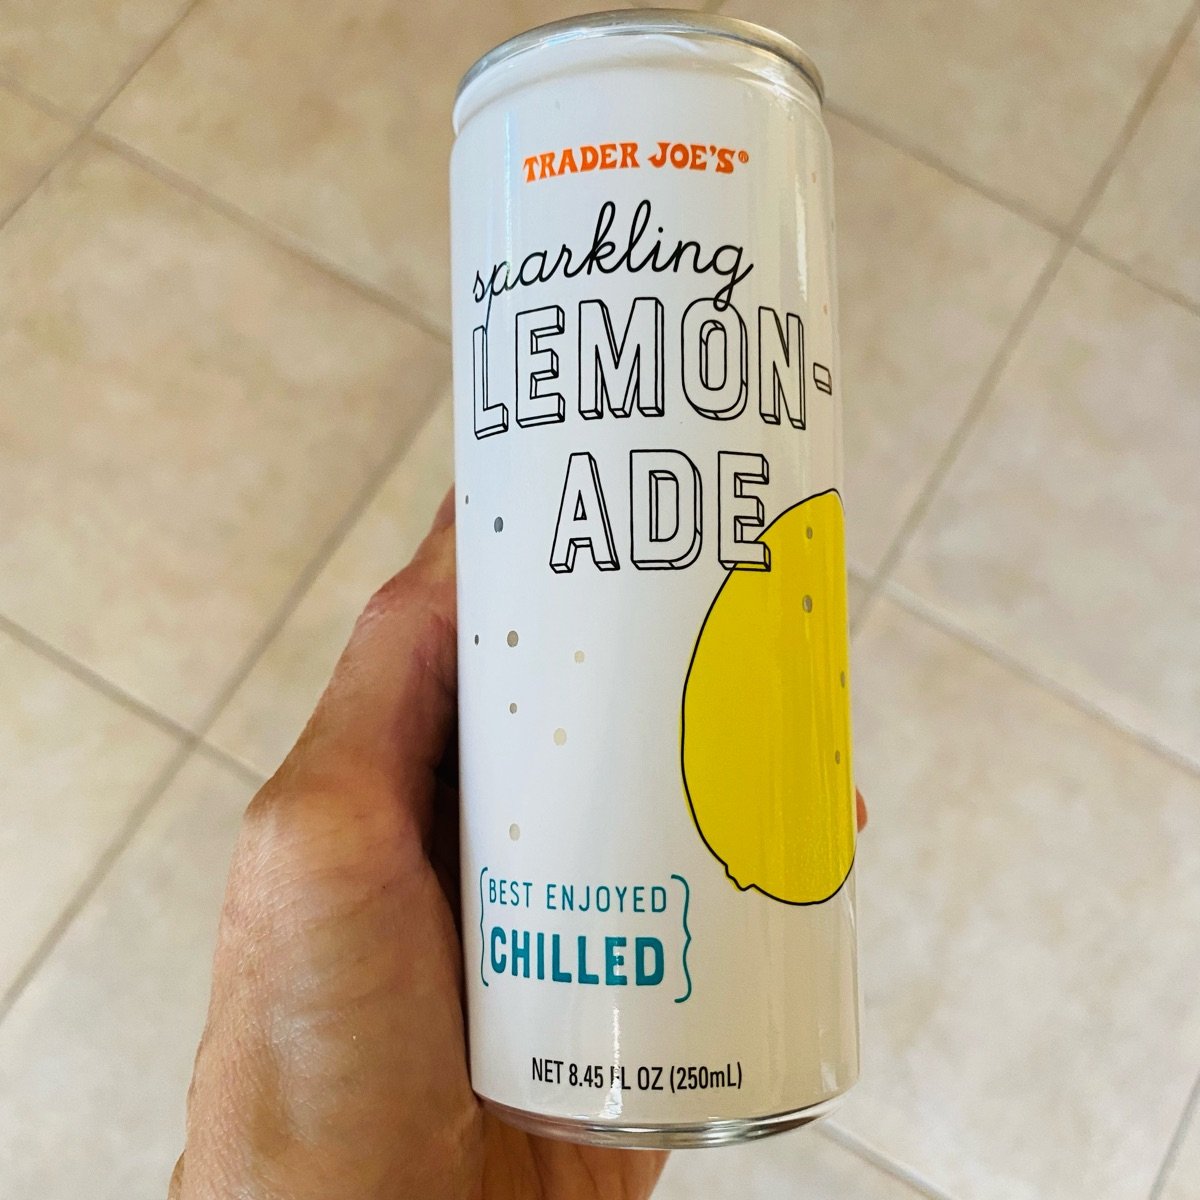 TRADER JOE'S®
sparkling
LEMON-
ADE
{BEST ENJOYED
CHILLED}
NET 8.45 FL OZ (250mL)